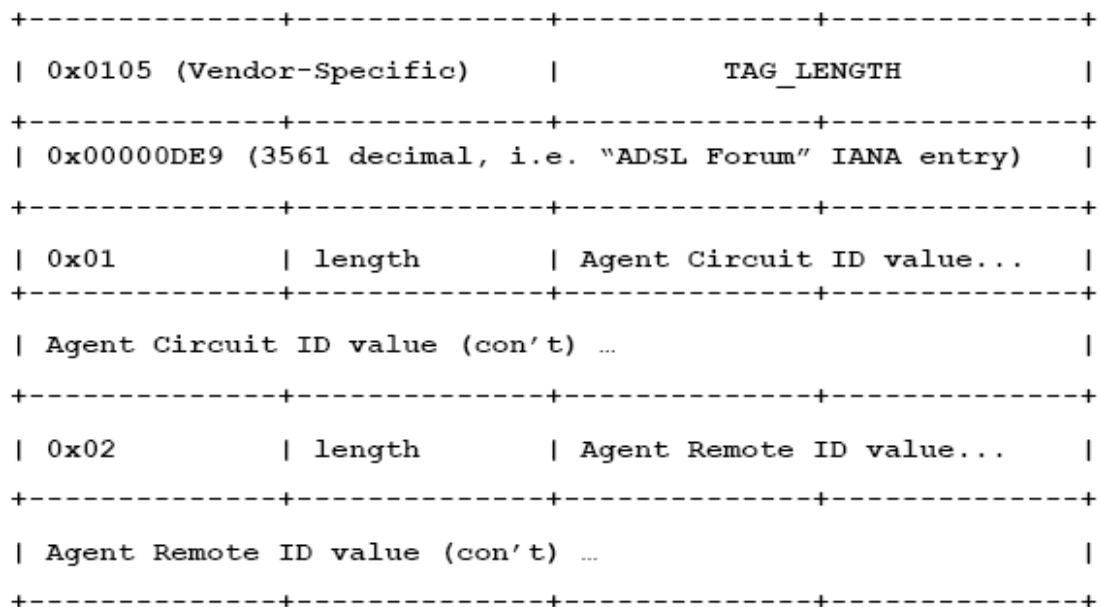 +--------------+--------------+--------------+--------------+
| 0x0105 (Vendor-Specific) | TAG_LENGTH |
+--------------+--------------+--------------+--------------+
| 0x00000DE9 (3561 decimal, i.e. “ADSL Forum” IANA entry) |
+--------------+--------------+--------------+--------------+
| 0x01 | length | Agent Circuit ID value... |
+--------------+--------------+--------------+--------------+
| Agent Circuit ID value (con’t) … |
+--------------+--------------+--------------+--------------+
| 0x02 | length | Agent Remote ID value... |
+--------------+--------------+--------------+--------------+
| Agent Remote ID value (con’t) … |
+--------------+--------------+--------------+--------------+